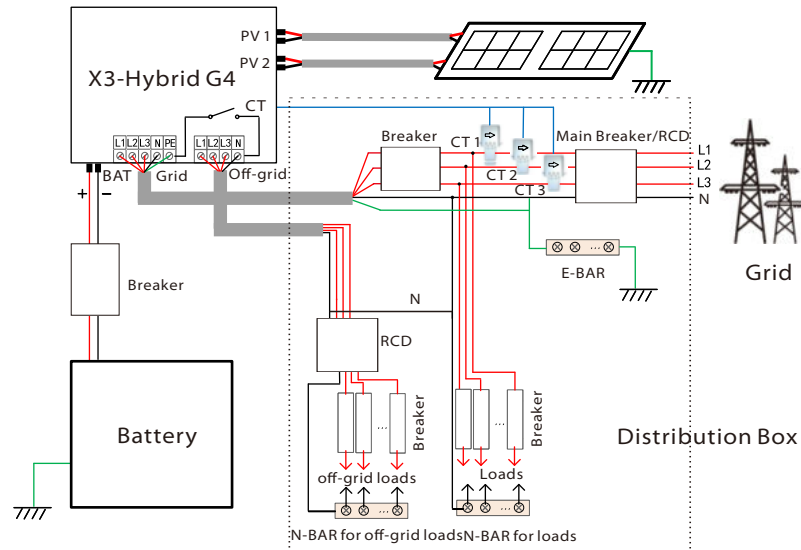 PV 1
X3-Hybrid G4
PV 2
CT
L1 L2 L3 N PE
L1 L2 L3 N
BAT
Grid
Off-grid
+
−
Breaker
CT 1
CT 2
CT 3
Main Breaker/RCD
L1
L2
L3
N
Grid
E-BAR
Breaker
N
RCD
Battery
...
Breaker
...
Breaker
Distribution Box
off-grid loads
Loads
...
...
...
N-BAR for off-grid loads
N-BAR for loads